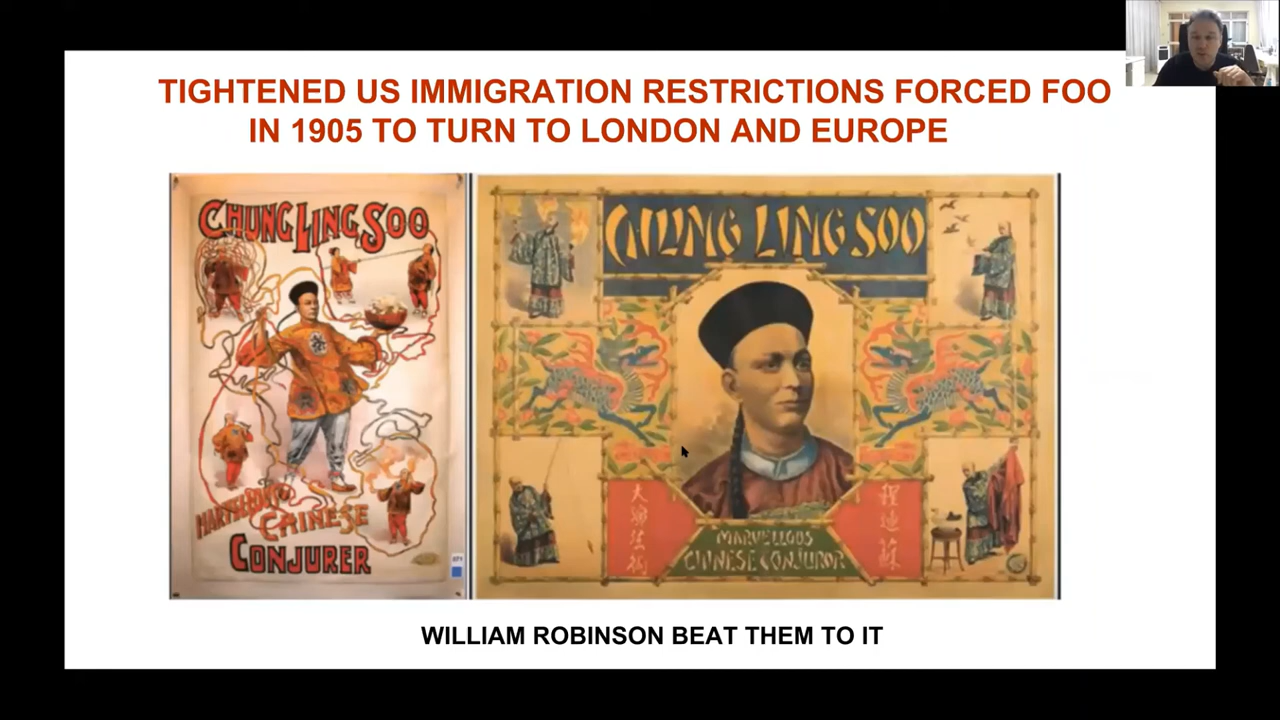 TIGHTENED US IMMIGRATION RESTRICTIONS FORCED FOO
IN 1905 TO TURN TO LONDON AND EUROPE
CHUNG LING SOO
CHINESE
CONJURER
CHUNG LING SOO
MARVELLOUS
CHINESE CONJUROR
WILLIAM ROBINSON BEAT THEM TO IT